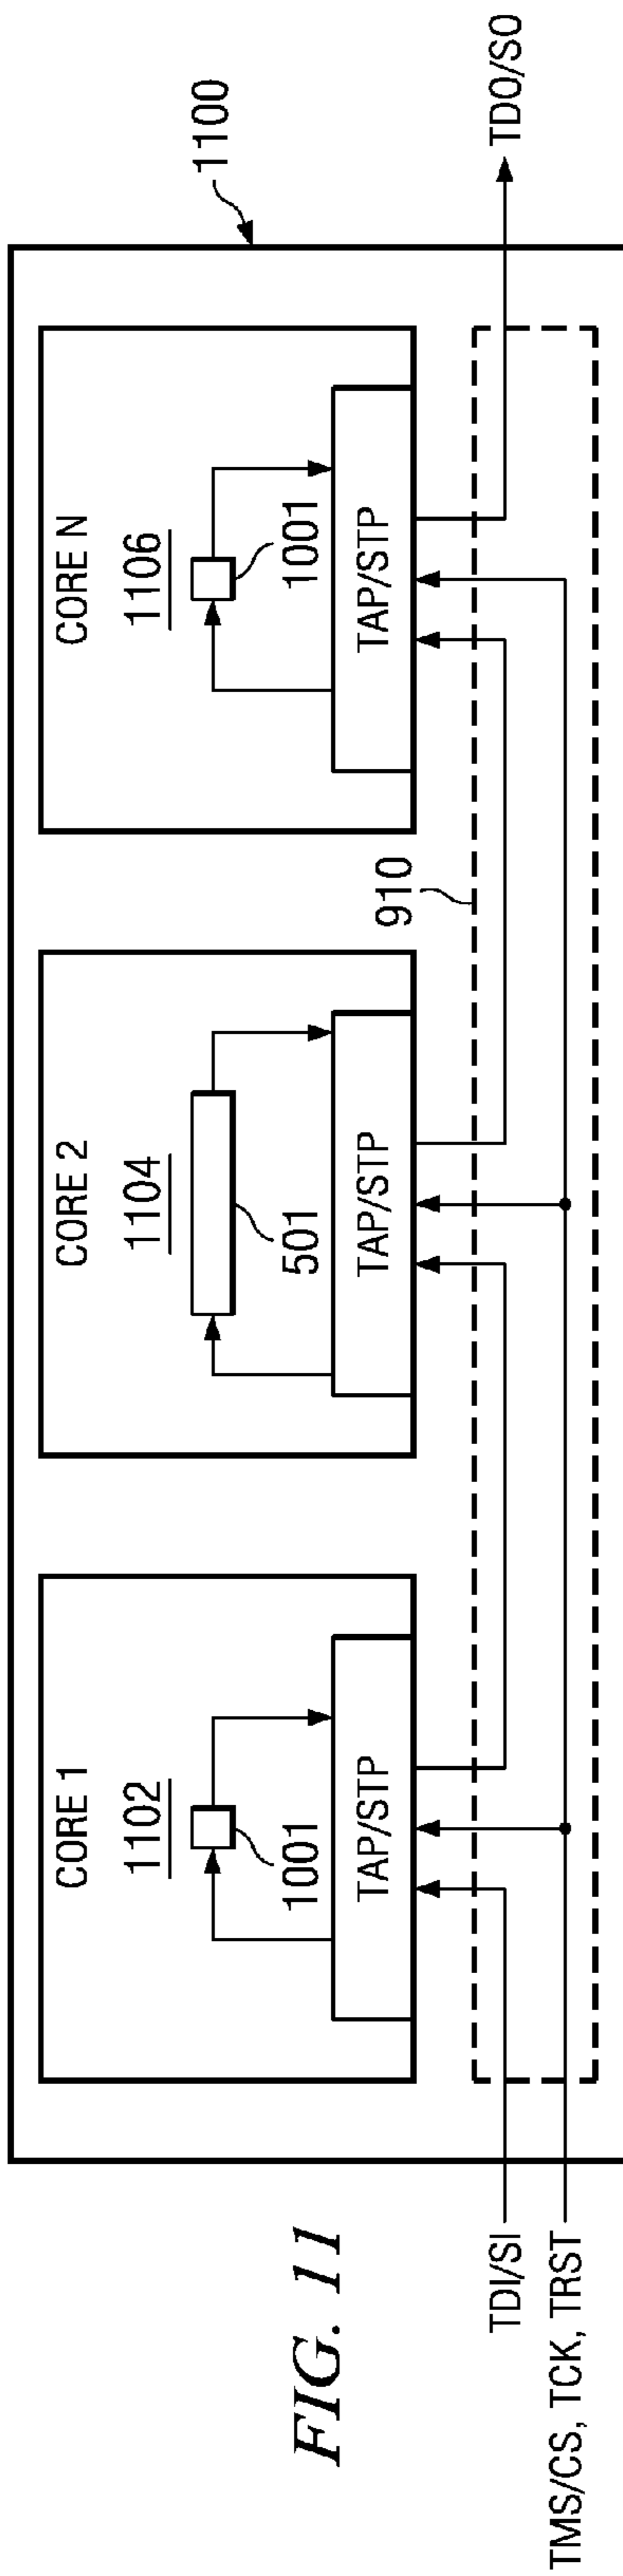 1100
CORE 1
CORE 2
CORE N
1102
1104
1106
1001
501
1001
TAP/STP
TAP/STP
TAP/STP
910
TDI/SI
TDO/SO
TMS/CS, TCK, TRST
FIG. 11